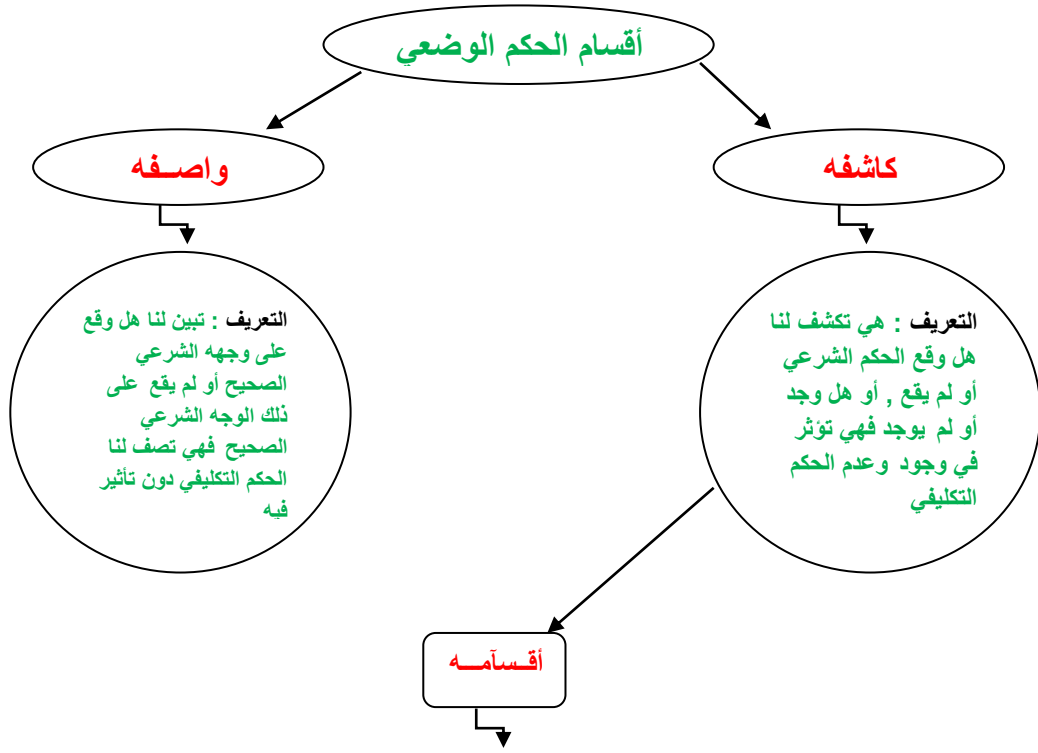 أقسام الحكم الوضعي
كاشفه
واصــفه
التعريف : هي تكشف لنا
هل وقع الحكم الشرعي
أو لم يقع , أو هل وجد
أو لم يوجد فهي تؤثر
في وجود وعدم الحكم
التكليفي
التعريف : تبين لنا هل وقع
على وجهه الشرعي
الصحيح أو لم يقع على
ذلك الوجه الشرعي
الصحيح فهي تصف لنا
الحكم التكليفي دون تأثير
فيه
أقــسآمـــه